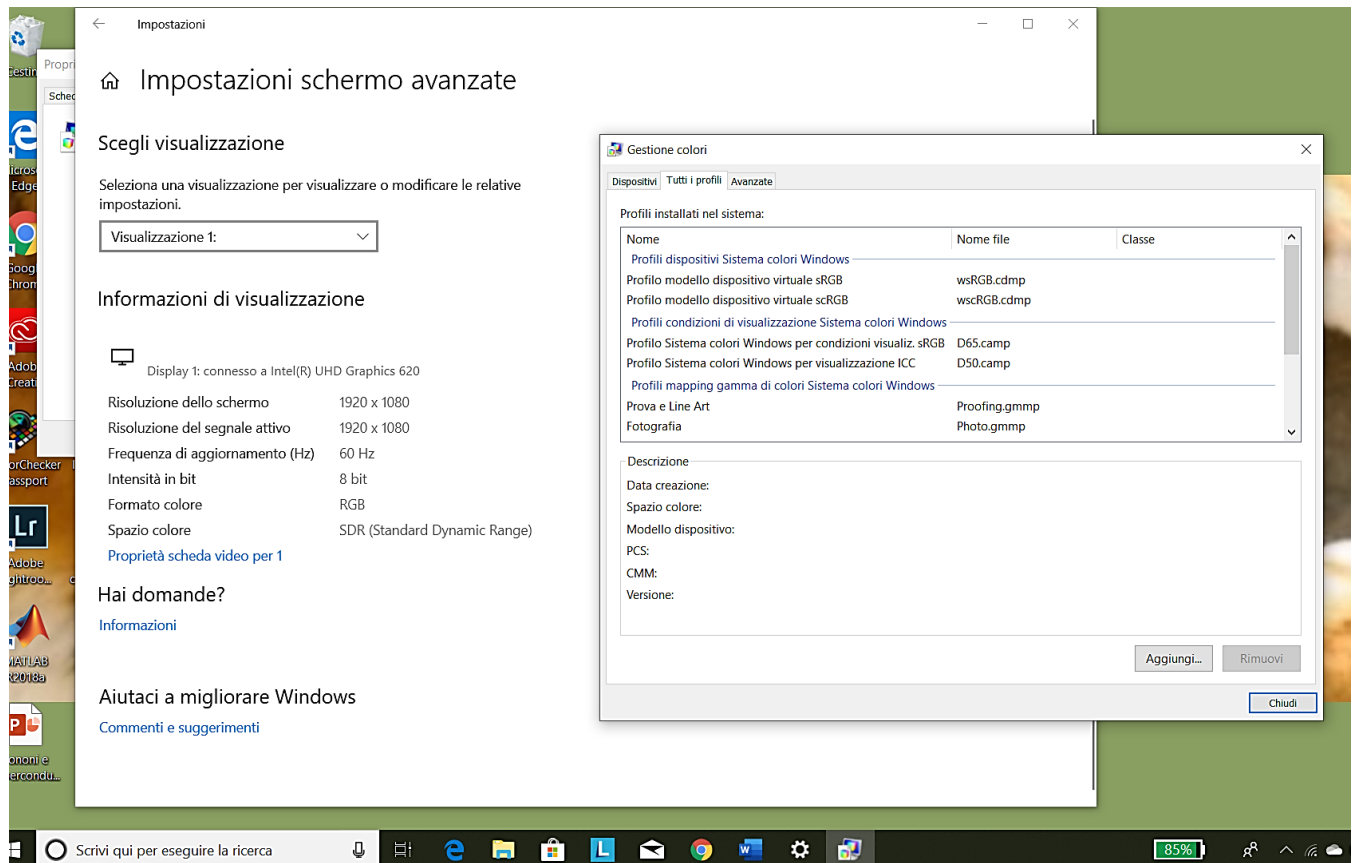 Impostazioni
Impostazioni schermo avanzate
Scegli visualizzazione
Seleziona una visualizzazione per visualizzare o modificare le relative
impostazioni.
Visualizzazione 1:
Informazioni di visualizzazione
Display 1: connesso a Intel(R) UHD Graphics 620
Risoluzione dello schermo 1920 x 1080
Risoluzione del segnale attivo 1920 x 1080
Frequenza di aggiornamento (Hz) 60 Hz
Intensità in bit 8 bit
Formato colore RGB
Spazio colore SDR (Standard Dynamic Range)
Proprietà scheda video per 1
Hai domande?
Informazioni
Aiutaci a migliorare Windows
Commenti e suggerimenti
Gestione colori
Dispositivi Tutti i profili Avanzate
Profili installati nel sistema:
Nome Nome file Classe
Profili dispositivi Sistema colori Windows
Profilo modello dispositivo virtuale sRGB wsRGB.cdmp
Profilo modello dispositivo virtuale scRGB wscRGB.cdmp
Profili condizioni di visualizzazione Sistema colori Windows
Profilo Sistema colori Windows per condizioni visualiz. sRGB D65.camp
Profilo Sistema colori Windows per visualizzazione ICC D50.camp
Profili mapping gamma di colori Sistema colori Windows
Prova e Line Art Proofing.gmmp
Fotografia Photo.gmmp
Descrizione
Data creazione:
Spazio colore:
Modello dispositivo:
PCS:
CMM:
Versione:
Aggiungi... Rimuovi
Chiudi
Propri
Sched
Edge
Lr
MATLAB
R2018a
Scrivi qui per eseguire la ricerca
85%